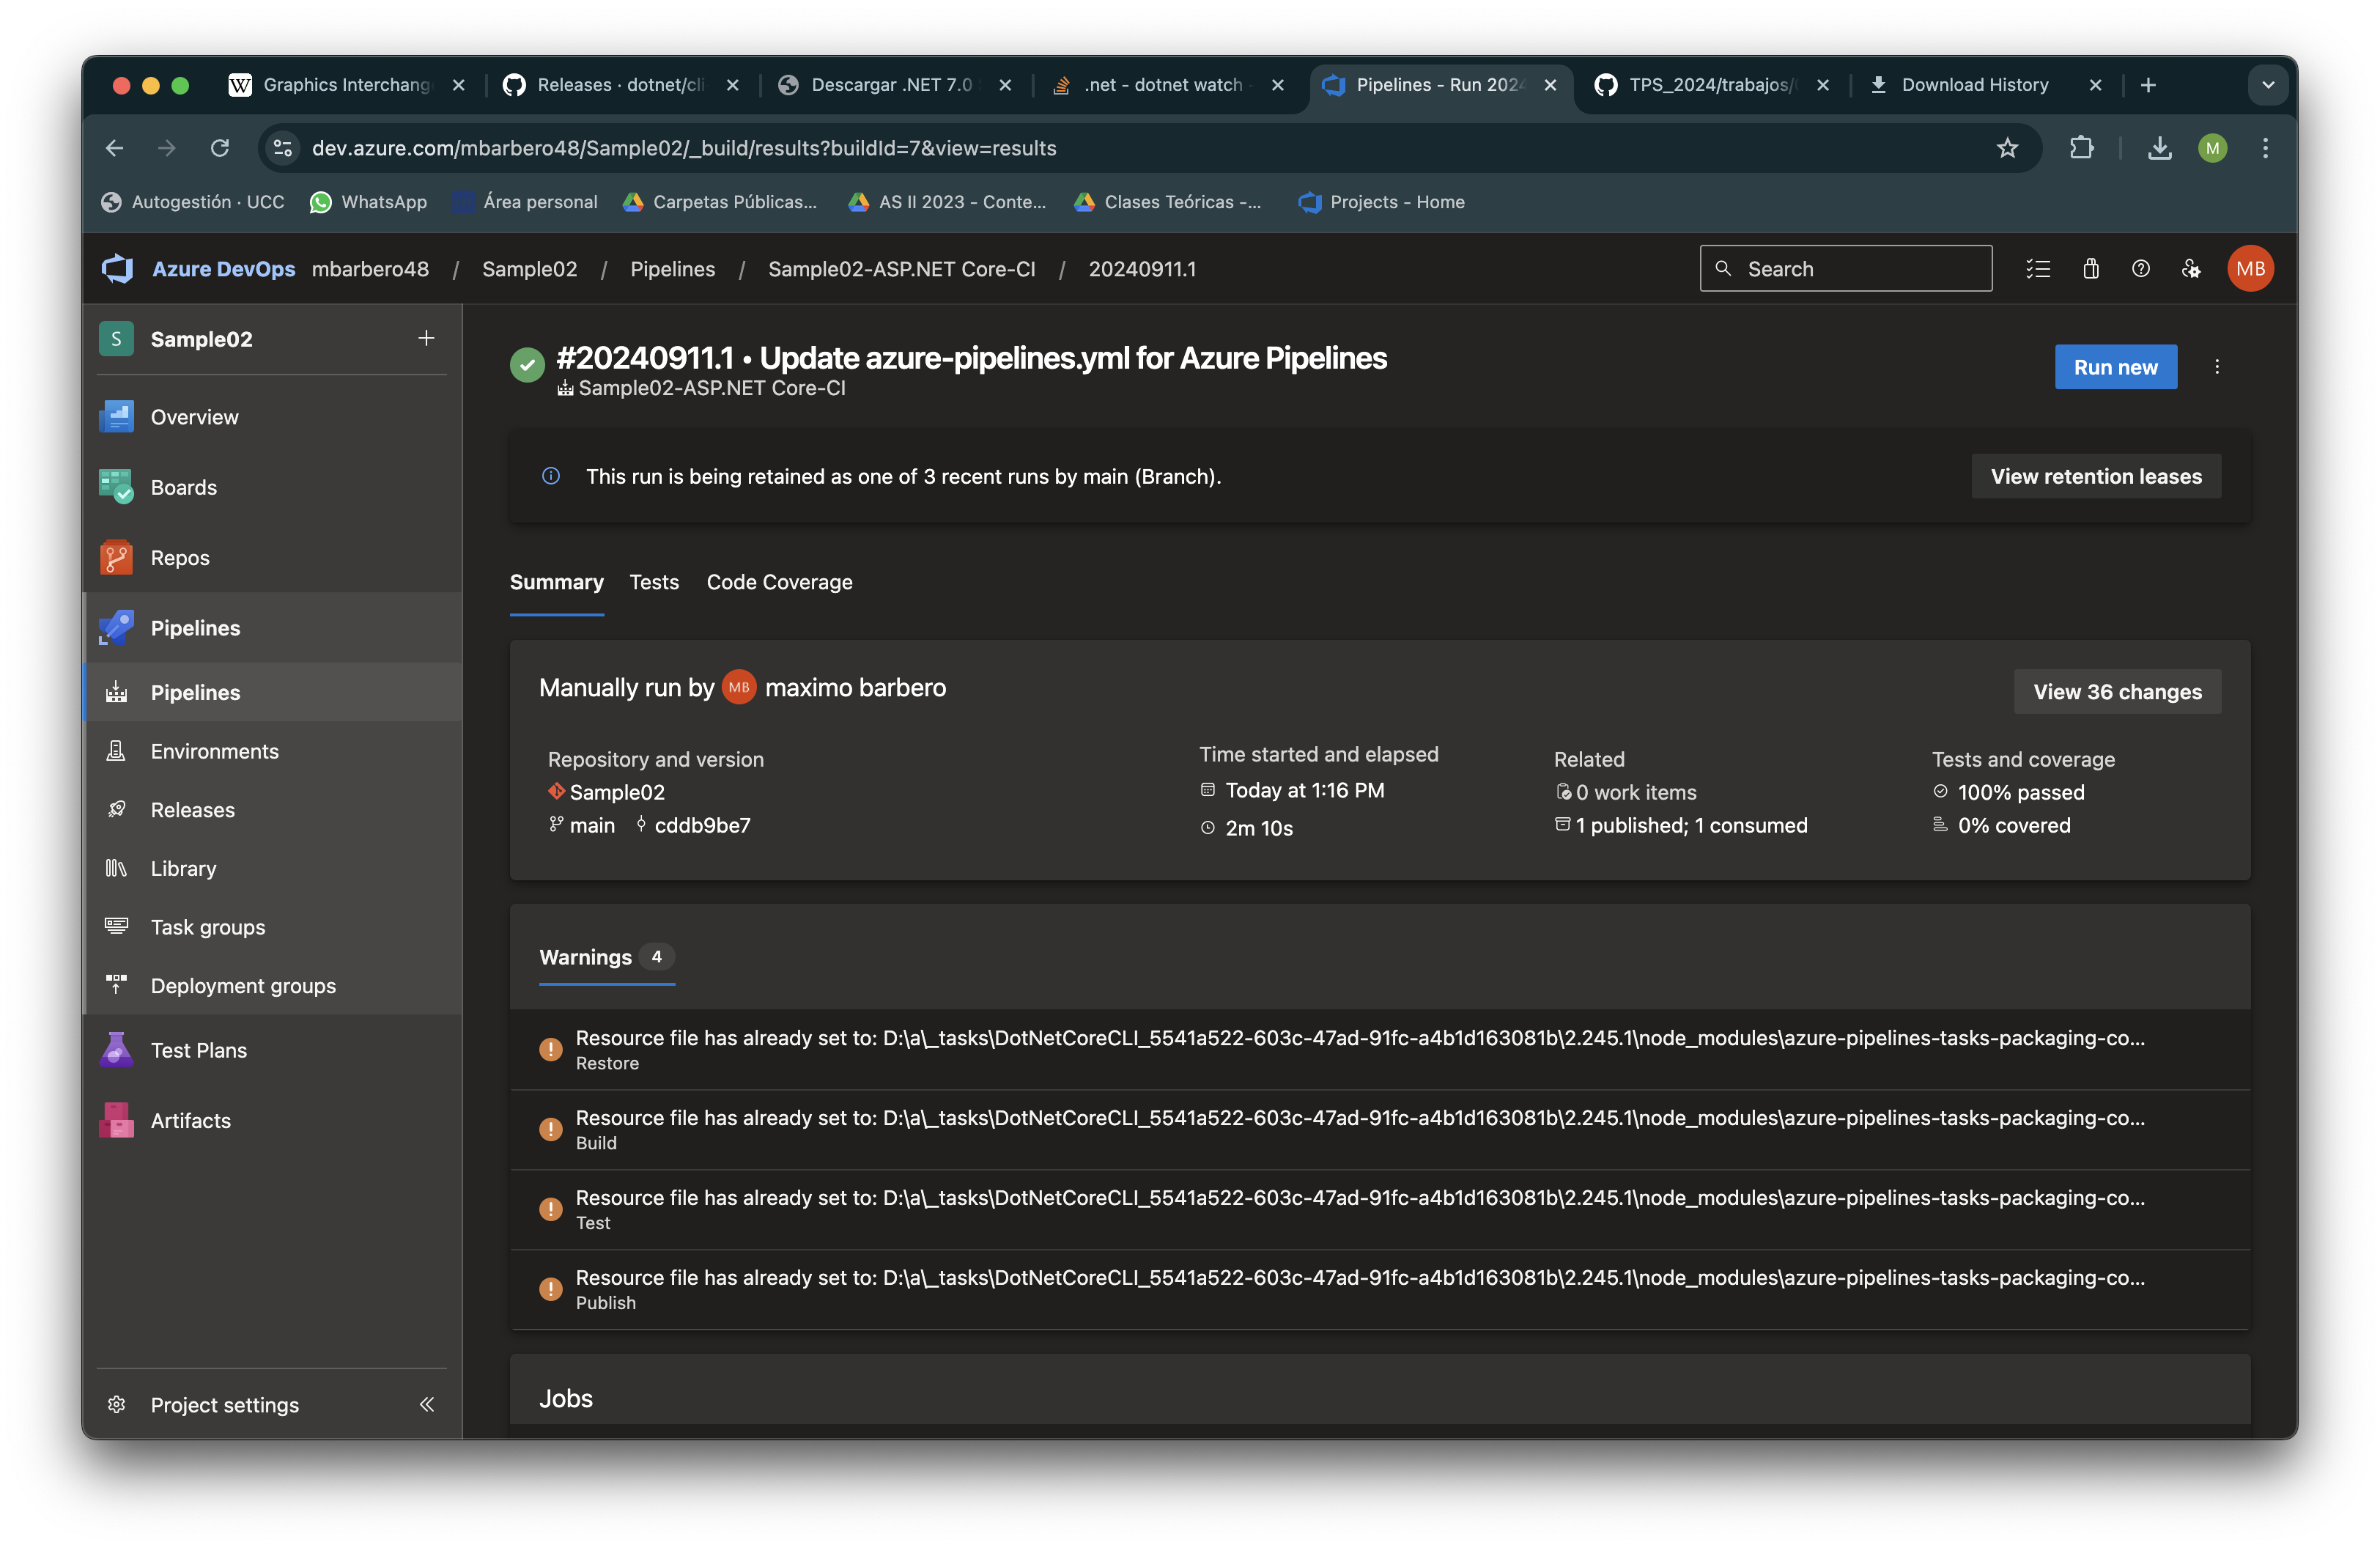 Graphics Interchang
Releases · dotnet/cli
Descargar .NET 7.0
.net - dotnet watch
Pipelines - Run 2024
TPS_2024/trabajos/
Download History
dev.azure.com/mbarbero48/Sample02/_build/results?buildId=7&view=results
M
Autogestión · UCC
WhatsApp
Área personal
Carpetas Públicas...
AS II 2023 - Conte...
Clases Teóricas -...
Projects - Home
Azure DevOps mbarbero48 / Sample02 / Pipelines / Sample02-ASP.NET Core-CI / 20240911.1
Search
MB
S Sample02
Overview
Boards
Repos
Pipelines
Pipelines
Environments
Releases
Library
Task groups
Deployment groups
Test Plans
Artifacts
Project settings
#20240911.1 • Update azure-pipelines.yml for Azure Pipelines
Sample02-ASP.NET Core-CI
Run new
This run is being retained as one of 3 recent runs by main (Branch).
View retention leases
Summary Tests Code Coverage
Manually run by MB maximo barbero
View 36 changes
Repository and version
Sample02
main cddb9be7
Time started and elapsed
Today at 1:16 PM
2m 10s
Related
0 work items
1 published; 1 consumed
Tests and coverage
100% passed
0% covered
Warnings 4
Resource file has already set to: D:\a\_tasks\DotNetCoreCLI_5541a522-603c-47ad-91fc-a4b1d163081b\2.245.1\node_modules\azure-pipelines-tasks-packaging-co...
Restore
Resource file has already set to: D:\a\_tasks\DotNetCoreCLI_5541a522-603c-47ad-91fc-a4b1d163081b\2.245.1\node_modules\azure-pipelines-tasks-packaging-co...
Build
Resource file has already set to: D:\a\_tasks\DotNetCoreCLI_5541a522-603c-47ad-91fc-a4b1d163081b\2.245.1\node_modules\azure-pipelines-tasks-packaging-co...
Test
Resource file has already set to: D:\a\_tasks\DotNetCoreCLI_5541a522-603c-47ad-91fc-a4b1d163081b\2.245.1\node_modules\azure-pipelines-tasks-packaging-co...
Publish
Jobs